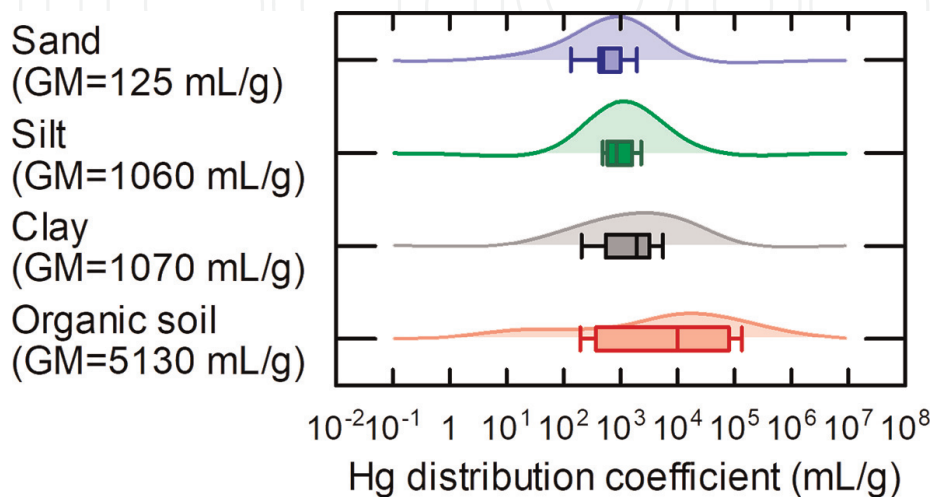 Sand
(GM=125 mL/g)
Silt
(GM=1060 mL/g)
Clay
(GM=1070 mL/g)
Organic soil
(GM=5130 mL/g)
10⁻² 10⁻¹ 1 10¹ 10² 10³ 10⁴ 10⁵ 10⁶ 10⁷ 10⁸
Hg distribution coefficient (mL/g)